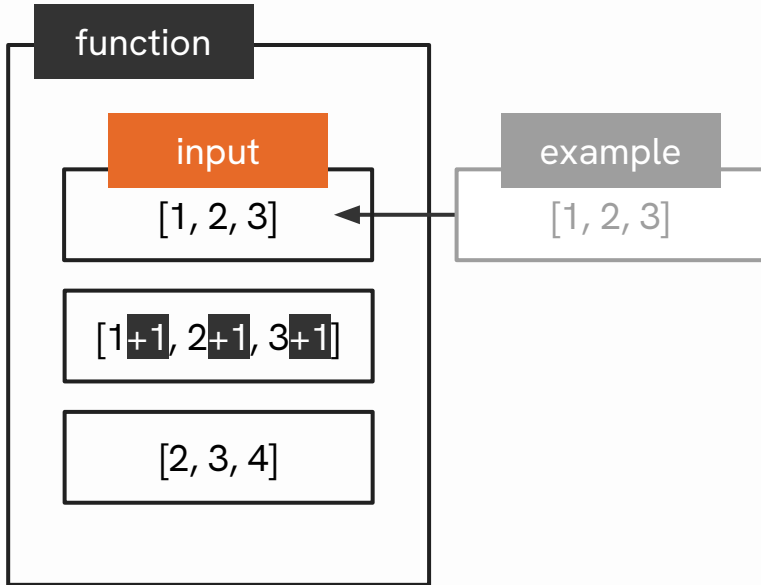 function
input
example
[1, 2, 3]
[1, 2, 3]
[1+1, 2+1, 3+1]
[2, 3, 4]